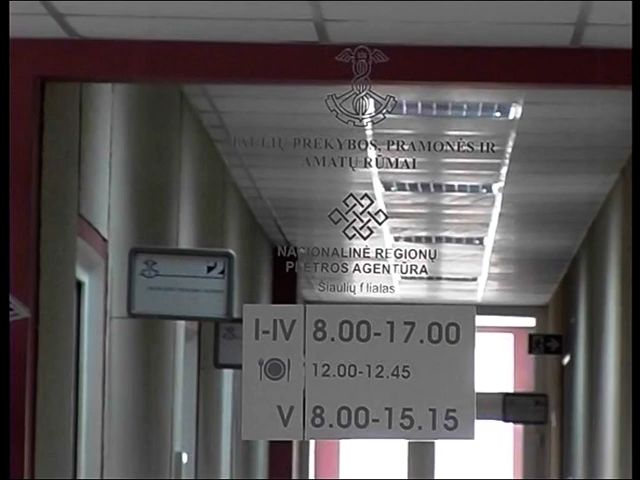 ŠIAULIŲ PREKYBOS, PRAMONĖS IR
AMATŲ RŪMAI
NACIONALINĖ REGIONŲ
PLĖTROS AGENTŪRA
Šiaulių filialas
I-IV 8.00-17.00
12.00-12.45
V 8.00-15.15